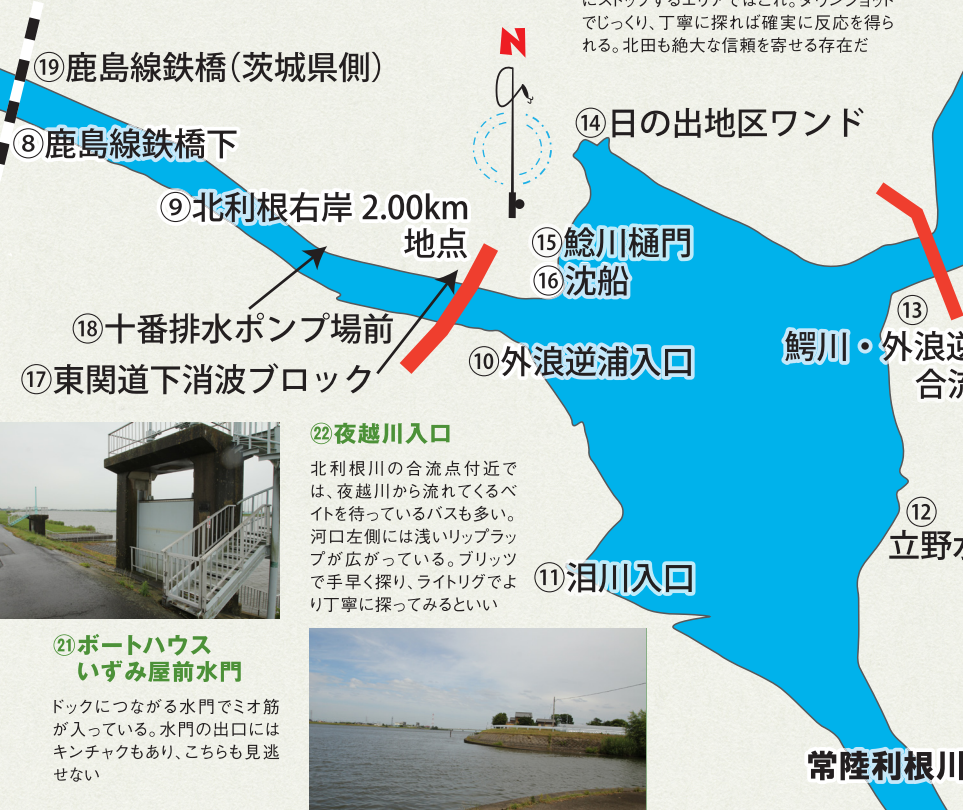 にストップするエリアではこれ。ダウンショット
でじっくり、丁寧に探れば確実に反応を得ら
れる。北田も絶大な信頼を寄せる存在だ
N
⑲鹿島線鉄橋（茨城県側）
⑧鹿島線鉄橋下
⑭日の出地区ワンド
⑨北利根右岸 2.00km
地点
⑮鯰川樋門
⑯沈船
⑬
鰐川・外浪逆
合流
⑱十番排水ポンプ場前
⑰東関道下消波ブロック
⑩外浪逆浦入口
㉒夜越川入口
北利根川の合流点付近で
は、夜越川から流れてくるベ
イトを待っているバスも多い。
河口左側には浅いリップラッ
プが広がっている。ブリッツ
で手早く探り、ライトリグでよ
り丁寧に探ってみるといい
⑫
立野水
⑪泪川入口
㉑ボートハウス
いずみ屋前水門
ドックにつながる水門でミオ筋
が入っている。水門の出口には
キンチャクもあり、こちらも見逃
せない
常陸利根川